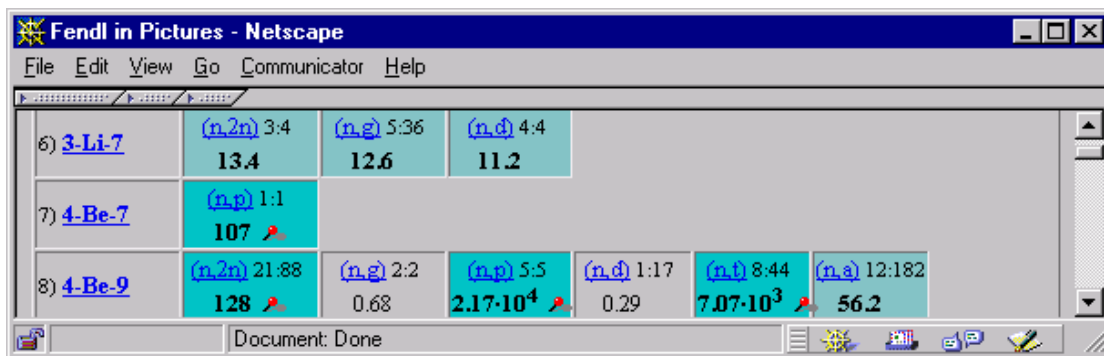 Fendl in Pictures - Netscape
File Edit View Go Communicator Help
6) 3-Li-7 (n,2n) 3:4 (n,g) 5:36 (n,d) 4:4
13.4 12.6 11.2
7) 4-Be-7 (n,p) 1:1
107
8) 4-Be-9 (n,2n) 21:88 (n,g) 2:2 (n,p) 5:5 (n,d) 1:17 (n,t) 8:44 (n,a) 12:182
128 0.68 2.17·10⁴ 0.29 7.07·10³ 56.2
Document: Done